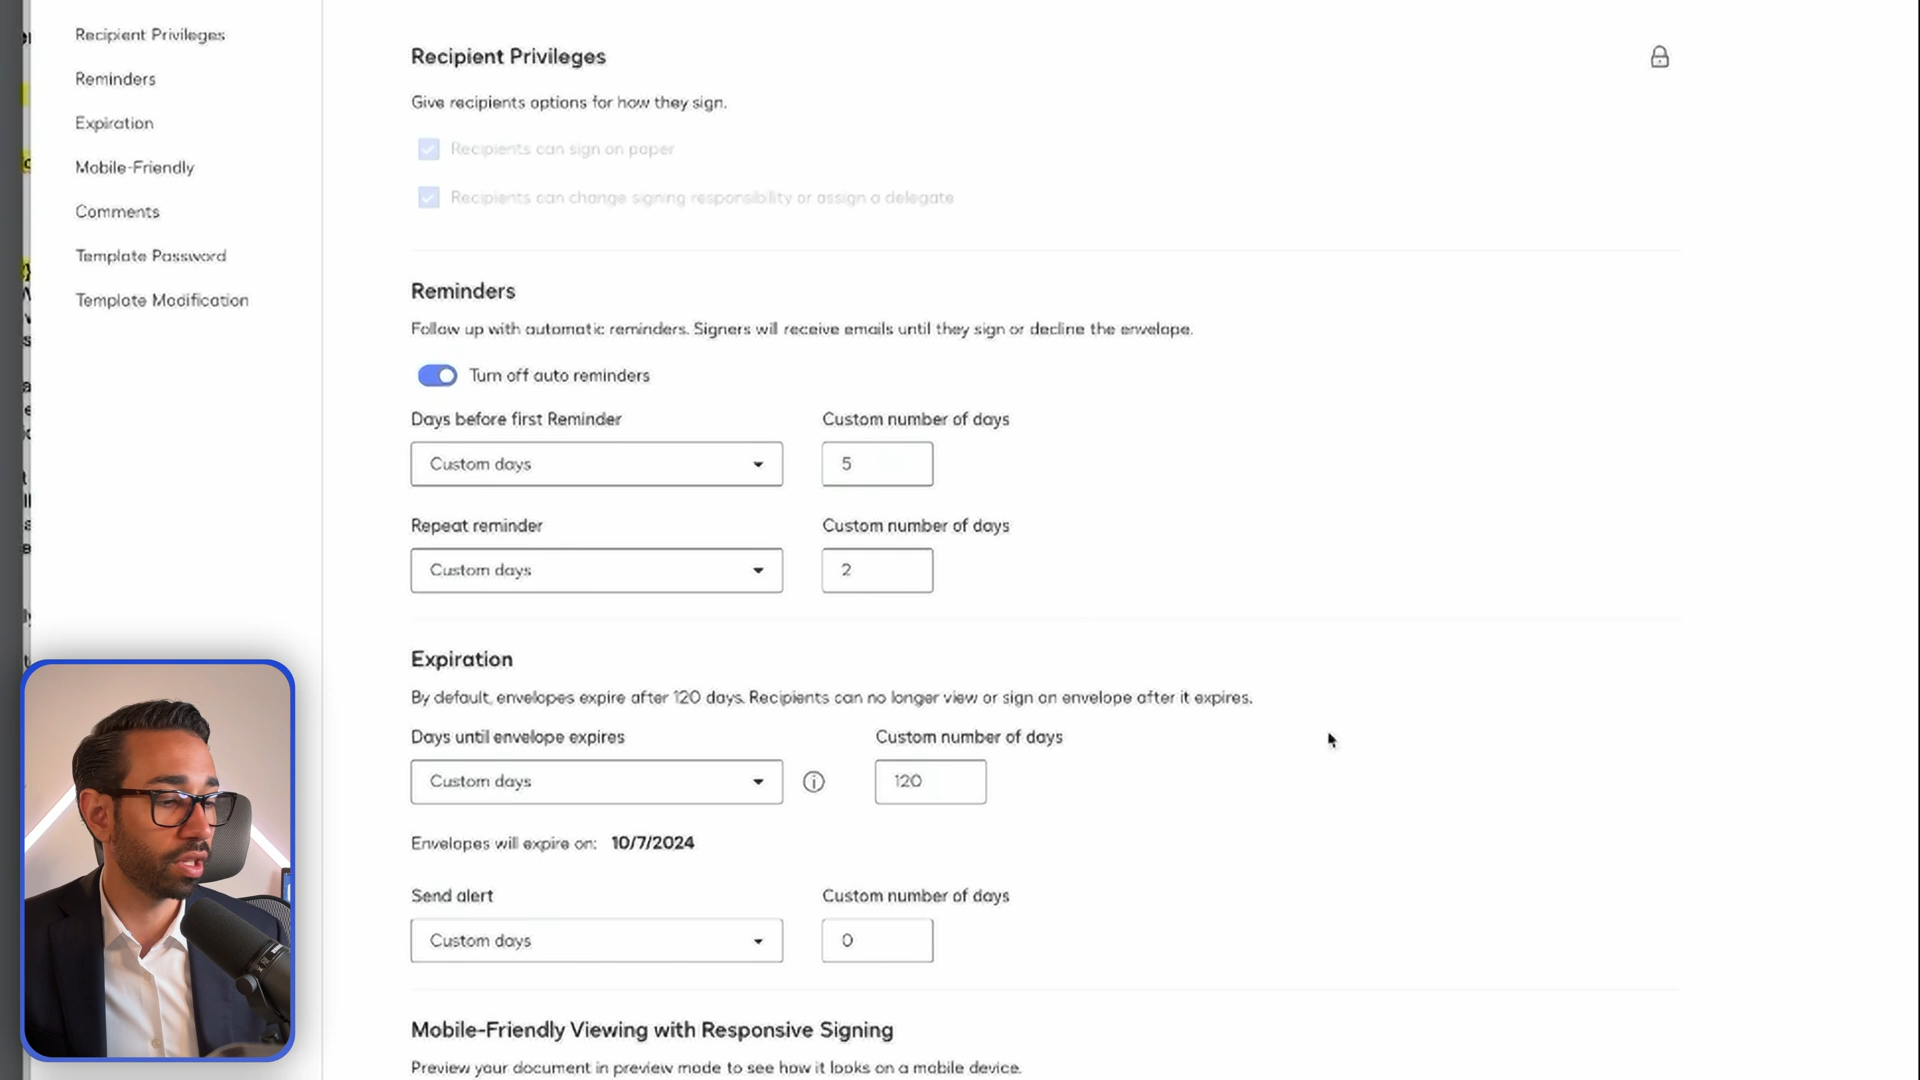 Recipient Privileges
Reminders
Expiration
Mobile-Friendly
Comments
Template Password
Template Modification
Recipient Privileges
Give recipients options for how they sign.
Recipients can sign on paper
Recipients can change signing responsibility or assign a delegate
Reminders
Follow up with automatic reminders. Signers will receive emails until they sign or decline the envelope.
Turn off auto reminders
Days before first Reminder Custom number of days
Custom days 5
Repeat reminder Custom number of days
Custom days 2
Expiration
By default, envelopes expire after 120 days. Recipients can no longer view or sign an envelope after it expires.
Days until envelope expires Custom number of days
Custom days 120
Envelopes will expire on: 10/7/2024
Send alert Custom number of days
Custom days 0
Mobile-Friendly Viewing with Responsive Signing
Preview your document in preview mode to see how it looks on a mobile device.